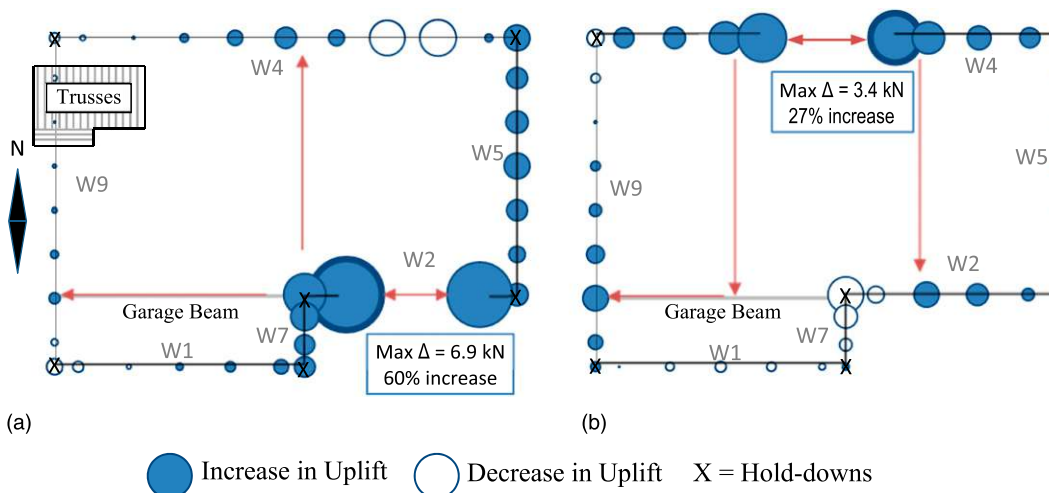 X
X
W4
Trusses
N
W9
W5
W2
X
X
Garage Beam
W7
W1
X
X
Max Δ = 6.9 kN
60% increase
(a)
X
W4
Max Δ = 3.4 kN
27% increase
W5
W9
W2
X
Garage Beam
W7
W1
X
X
(b)
Increase in Uplift
Decrease in Uplift
X = Hold-downs